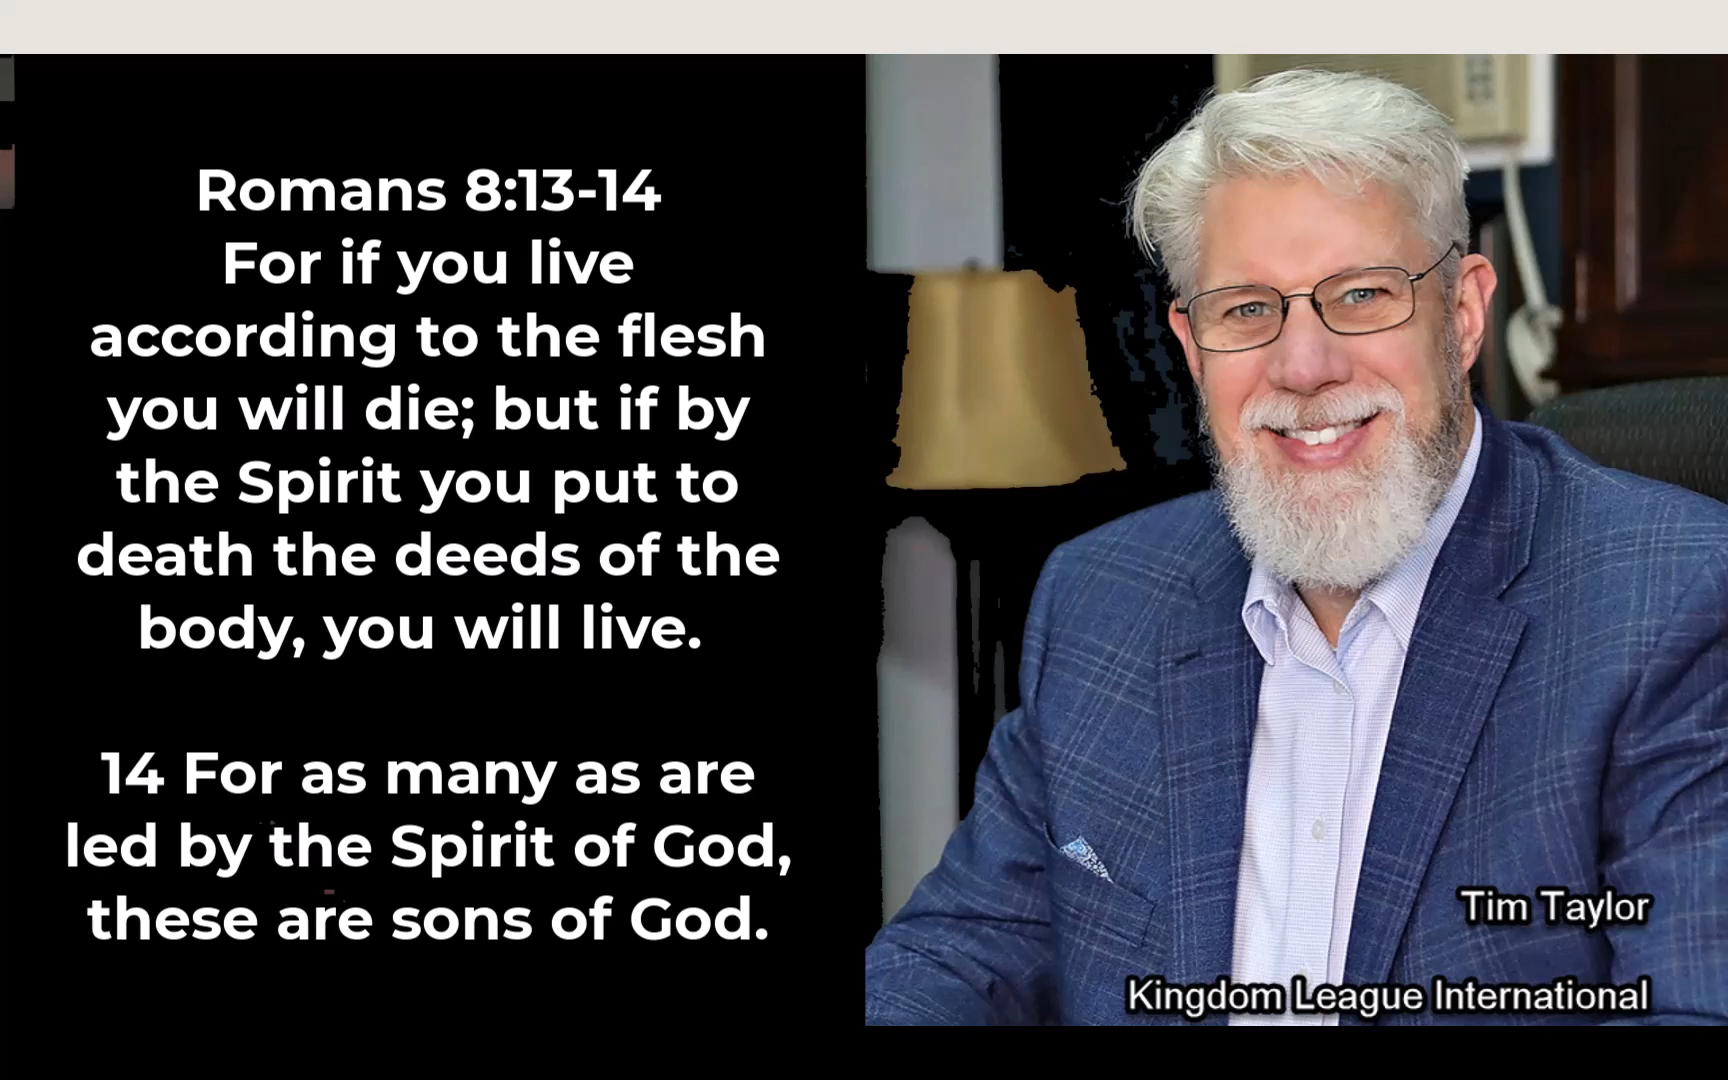 Romans 8:13-14
For if you live
according to the flesh
you will die; but if by
the Spirit you put to
death the deeds of the
body, you will live.
14 For as many as are
led by the Spirit of God,
these are sons of God.
Tim Taylor
Kingdom League International